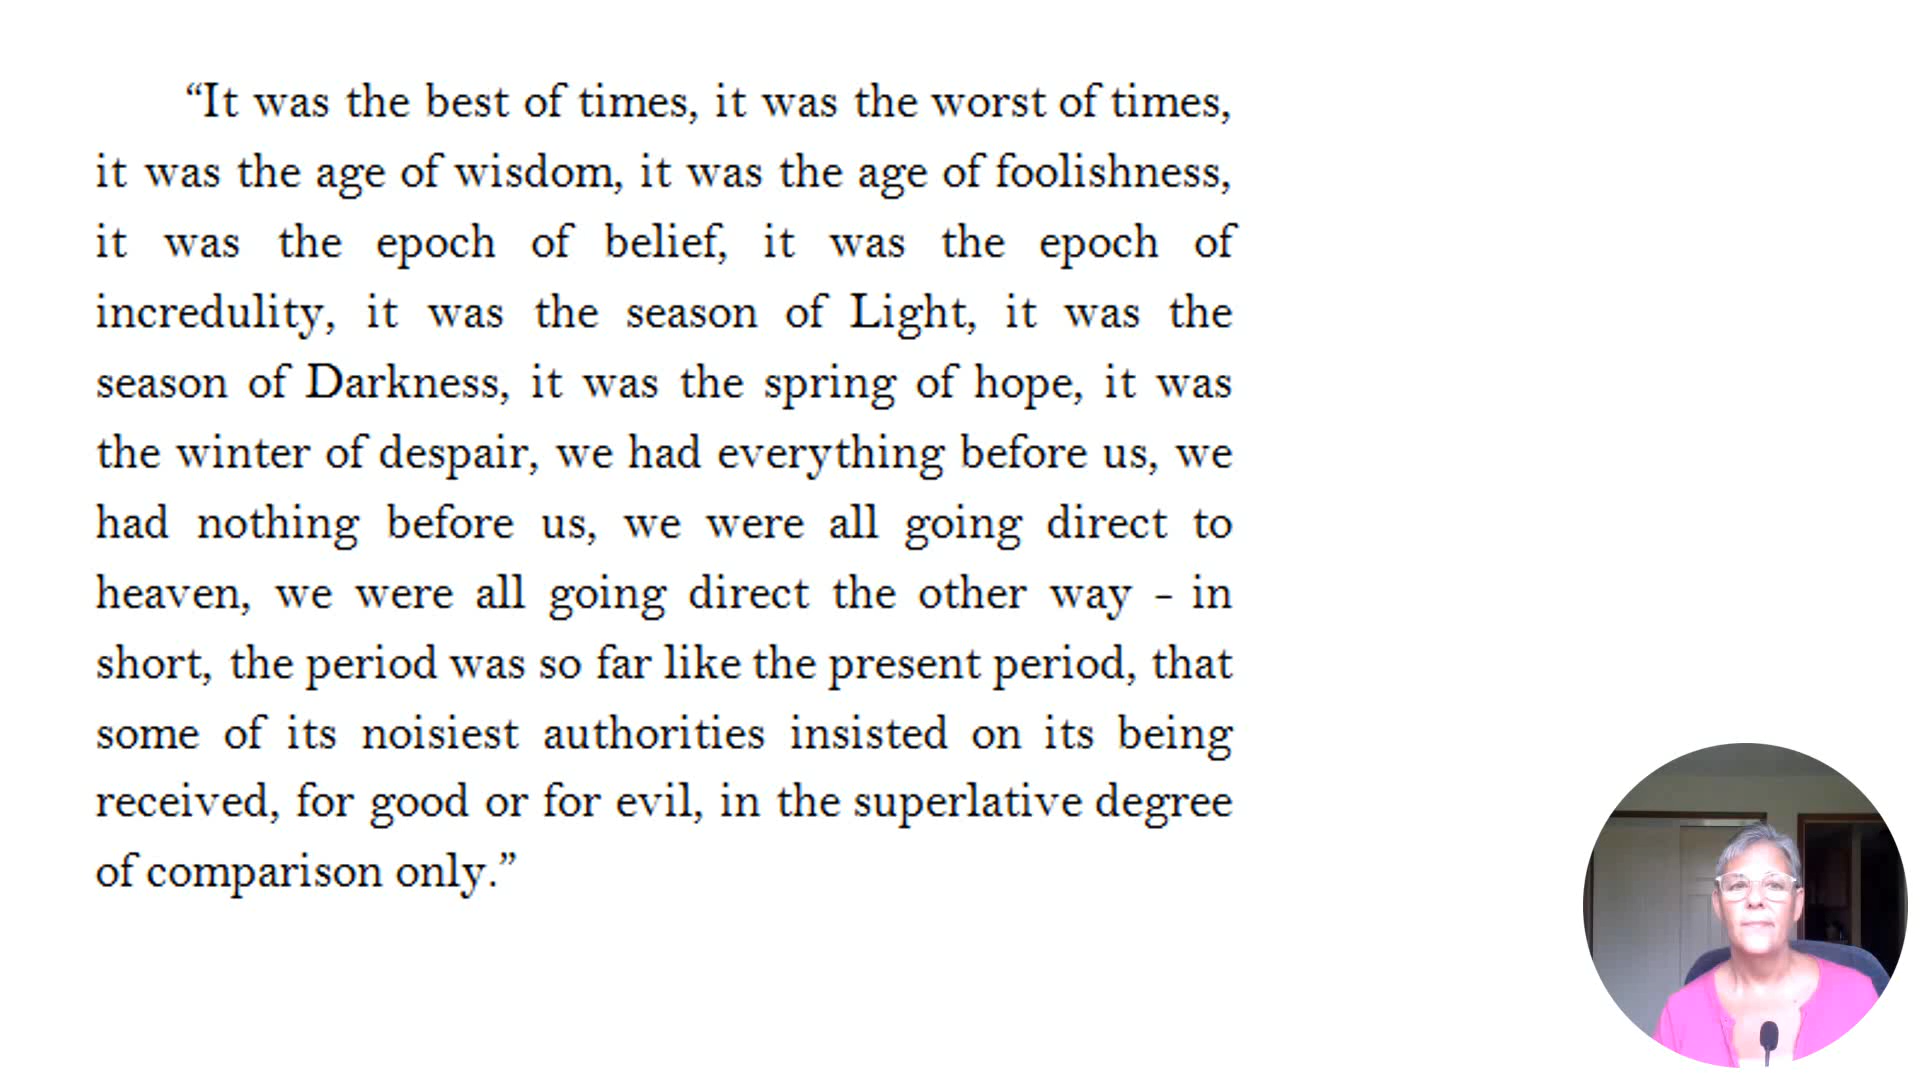 “It was the best of times, it was the worst of times,
it was the age of wisdom, it was the age of foolishness,
it was the epoch of belief, it was the epoch of
incredulity, it was the season of Light, it was the
season of Darkness, it was the spring of hope, it was
the winter of despair, we had everything before us, we
had nothing before us, we were all going direct to
heaven, we were all going direct the other way - in
short, the period was so far like the present period, that
some of its noisiest authorities insisted on its being
received, for good or for evil, in the superlative degree
of comparison only.”